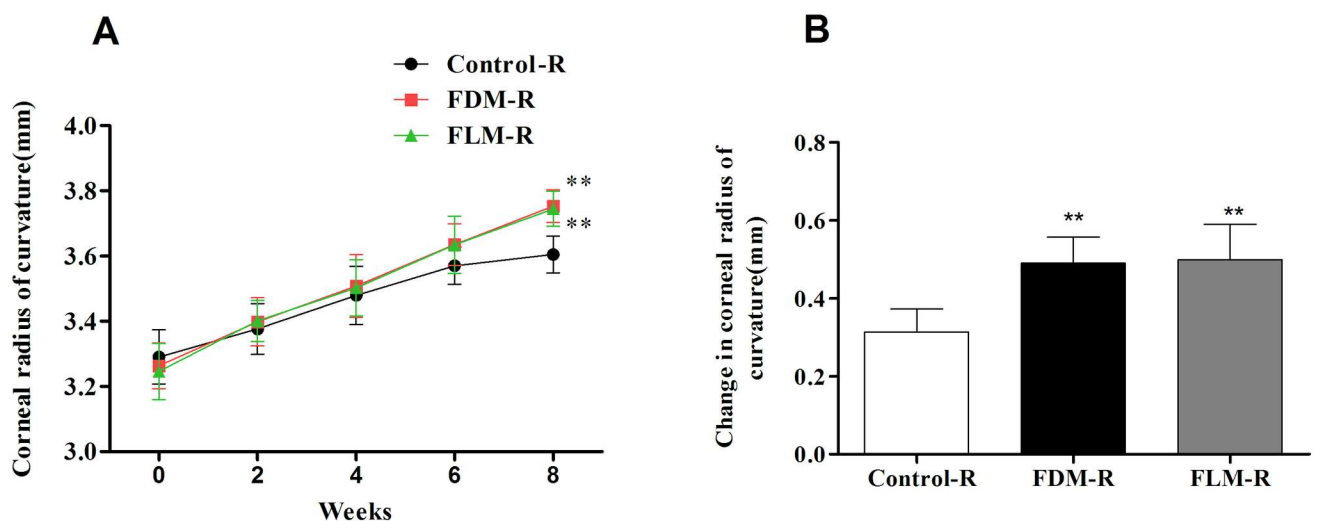 A
Control-R
FDM-R
FLM-R
Corneal radius of curvature(mm)
4.0
3.8
3.6
3.4
3.2
3.0
**
**
0 2 4 6 8
Weeks
B
Change in corneal radius of
curvature(mm)
0.8
0.6
0.4
0.2
0.0
** **
Control-R FDM-R FLM-R